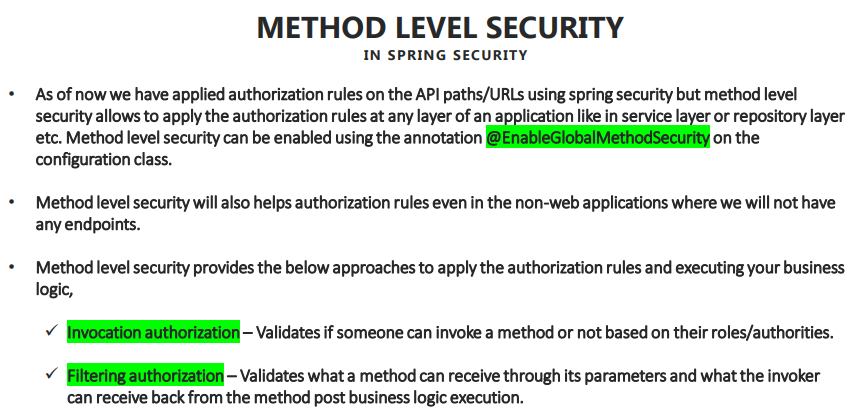 METHOD LEVEL SECURITY
IN SPRING SECURITY
• As of now we have applied authorization rules on the API paths/URLs using spring security but method level
security allows to apply the authorization rules at any layer of an application like in service layer or repository layer
etc. Method level security can be enabled using the annotation @EnableGlobalMethodSecurity on the
configuration class.
• Method level security will also helps authorization rules even in the non-web applications where we will not have
any endpoints.
• Method level security provides the below approaches to apply the authorization rules and executing your business
logic,
✓ Invocation authorization – Validates if someone can invoke a method or not based on their roles/authorities.
✓ Filtering authorization – Validates what a method can receive through its parameters and what the invoker
can receive back from the method post business logic execution.